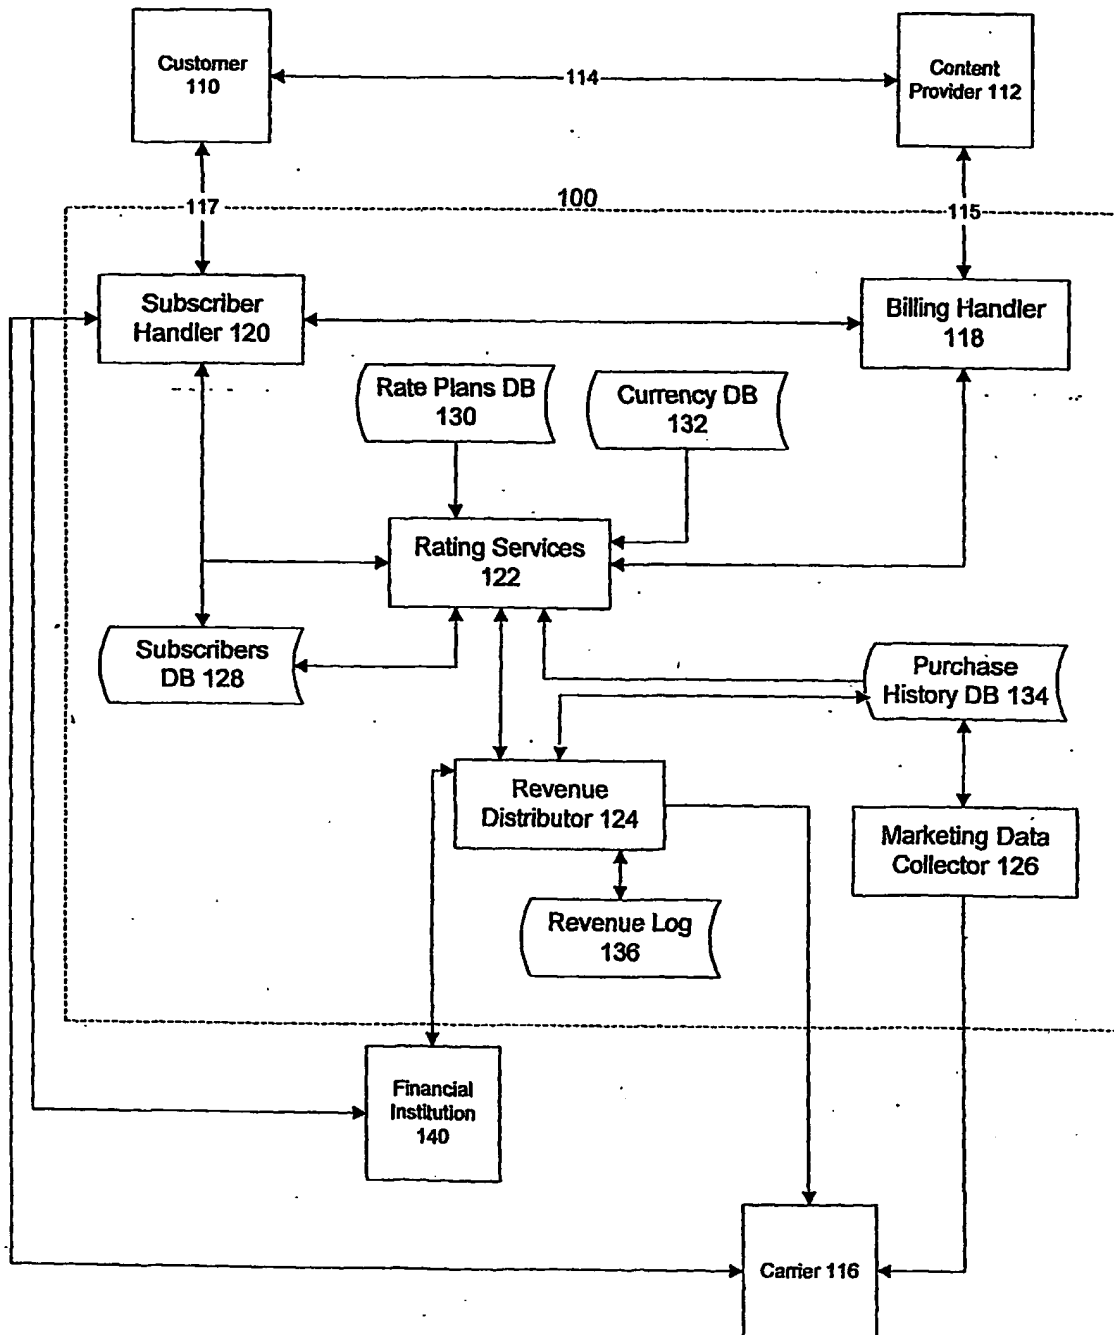 Customer
110
114
Content
Provider 112
117
100
115
Subscriber
Handler 120
Billing Handler
118
Rate Plans DB
130
Currency DB
132
Rating Services
122
Subscribers
DB 128
Purchase
History DB 134
Revenue
Distributor 124
Marketing Data
Collector 126
Revenue Log
136
Financial
Institution
140
Carrier 116